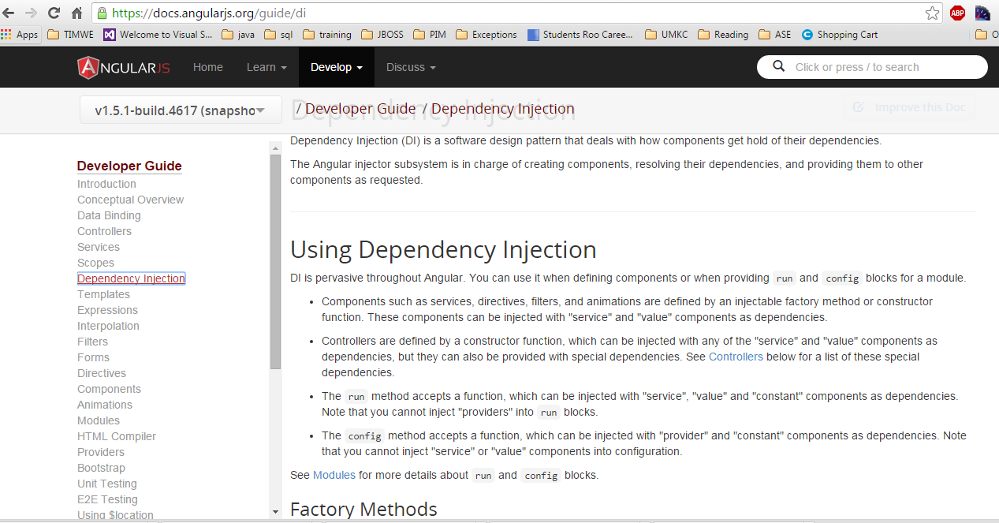 https://docs.angularjs.org/guide/di
ABP
Apps TIMWE Welcome to Visual S... java sql training JBOSS PIM Exceptions Students Roo Caree... UMKC Reading ASE Shopping Cart O
ANGULARJS Home Learn Develop Discuss Click or press / to search
v1.5.1-build.4617 (snapsho
/ Developer Guide / Dependency Injection
Dependency Injection
Improve this Doc
Developer Guide
Introduction
Conceptual Overview
Data Binding
Controllers
Services
Scopes
Dependency Injection
Templates
Expressions
Interpolation
Filters
Forms
Directives
Components
Animations
Modules
HTML Compiler
Providers
Bootstrap
Unit Testing
E2E Testing
Using $location
Dependency Injection (DI) is a software design pattern that deals with how components get hold of their dependencies.
The Angular injector subsystem is in charge of creating components, resolving their dependencies, and providing them to other
components as requested.
Using Dependency Injection
DI is pervasive throughout Angular. You can use it when defining components or when providing run and config blocks for a module.
• Components such as services, directives, filters, and animations are defined by an injectable factory method or constructor
function. These components can be injected with "service" and "value" components as dependencies.
• Controllers are defined by a constructor function, which can be injected with any of the "service" and "value" components as
dependencies, but they can also be provided with special dependencies. See Controllers below for a list of these special
dependencies.
• The run method accepts a function, which can be injected with "service", "value" and "constant" components as dependencies.
Note that you cannot inject "providers" into run blocks.
• The config method accepts a function, which can be injected with "provider" and "constant" components as dependencies. Note
that you cannot inject "service" or "value" components into configuration.
See Modules for more details about run and config blocks.
Factory Methods